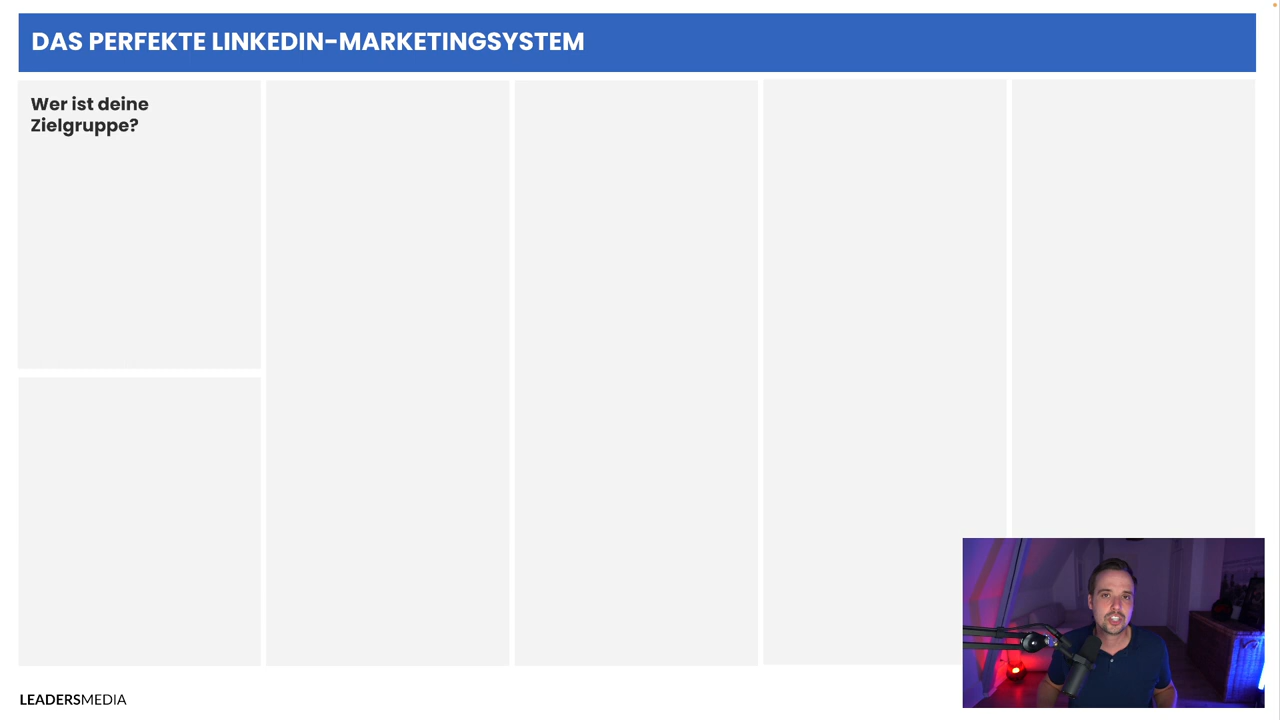 DAS PERFEKTE LINKEDIN-MARKETINGSYSTEM
Wer ist deine
Zielgruppe?
LEADERSMEDIA